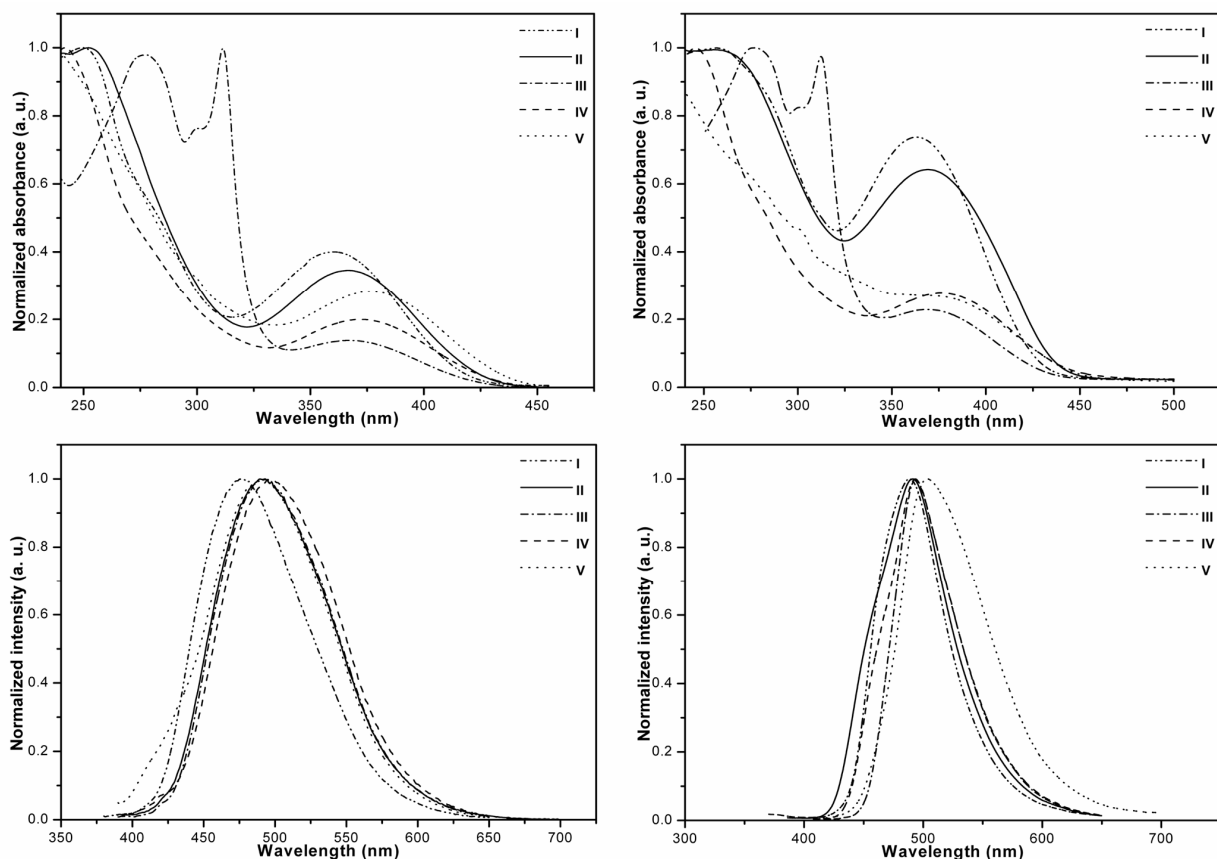 Normalized absorbance (a. u.)
1.0
0.8
0.6
0.4
0.2
0.0
250 300 350 400 450
Wavelength (nm)
I
II
III
IV
V
Normalized absorbance (a. u.)
1.0
0.8
0.6
0.4
0.2
0.0
250 300 350 400 450 500
Wavelength (nm)
I
II
III
IV
V
Normalized intensity (a. u.)
1.0
0.8
0.6
0.4
0.2
0.0
350 400 450 500 550 600 650 700
Wavelength (nm)
I
II
III
IV
V
Normalized intensity (a. u.)
1.0
0.8
0.6
0.4
0.2
0.0
300 400 500 600 700
Wavelength (nm)
I
II
III
IV
V